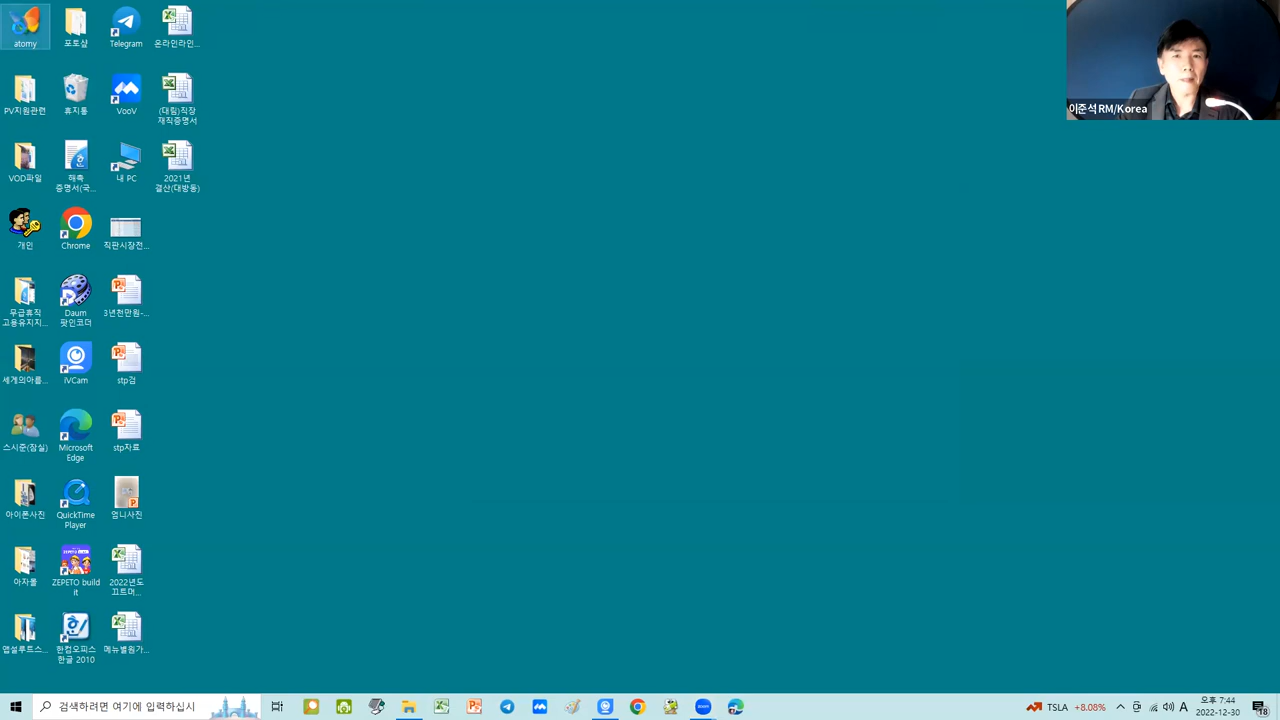 atomy
포토샾
Telegram
온라인라인...
이준석 RM/Korea
PV지원관련
휴지통
VooV
(대림)직장
재직증명서
VOD파일
해촉
증명서(국...
내 PC
2021년
결산(대방동)
개인
Chrome
직판시장전...
무급휴직
고용유지지...
Daum
팟인코더
3년천만원-...
세계의아름...
iVCam
stp검
스시준(잠실)
Microsoft
Edge
stp자료
아이폰사진
QuickTime
Player
엄니사진
아자몰
ZEPETO build
it
2022년도
끄트머...
앱설루트스...
한컴오피스
한글 2010
메뉴별원가...
검색하려면 여기에 입력하십시
TSLA +8.08%
A
오후 7:44
2022-12-30
18